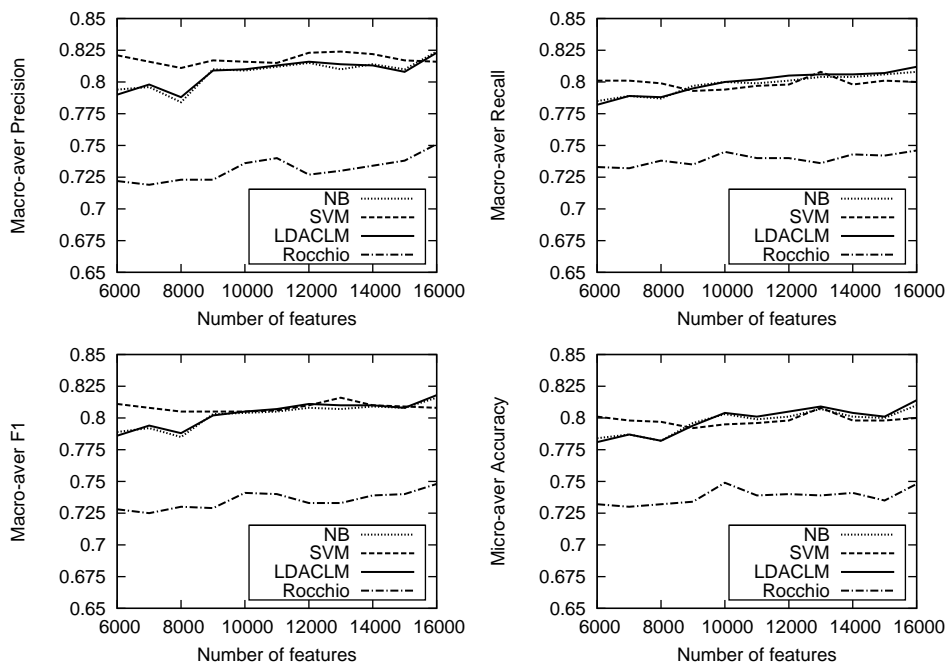 Macro-aver Precision
0.85
0.825
0.8
0.775
0.75
0.725
0.7
0.675
0.65
NB
SVM
LDACLM
Rocchio
6000 8000 10000 12000 14000 16000
Number of features
Macro-aver Recall
0.85
0.825
0.8
0.775
0.75
0.725
0.7
0.675
0.65
NB
SVM
LDACLM
Rocchio
6000 8000 10000 12000 14000 16000
Number of features
Macro-aver F1
0.85
0.825
0.8
0.775
0.75
0.725
0.7
0.675
0.65
NB
SVM
LDACLM
Rocchio
6000 8000 10000 12000 14000 16000
Number of features
Micro-aver Accuracy
0.85
0.825
0.8
0.775
0.75
0.725
0.7
0.675
0.65
NB
SVM
LDACLM
Rocchio
6000 8000 10000 12000 14000 16000
Number of features